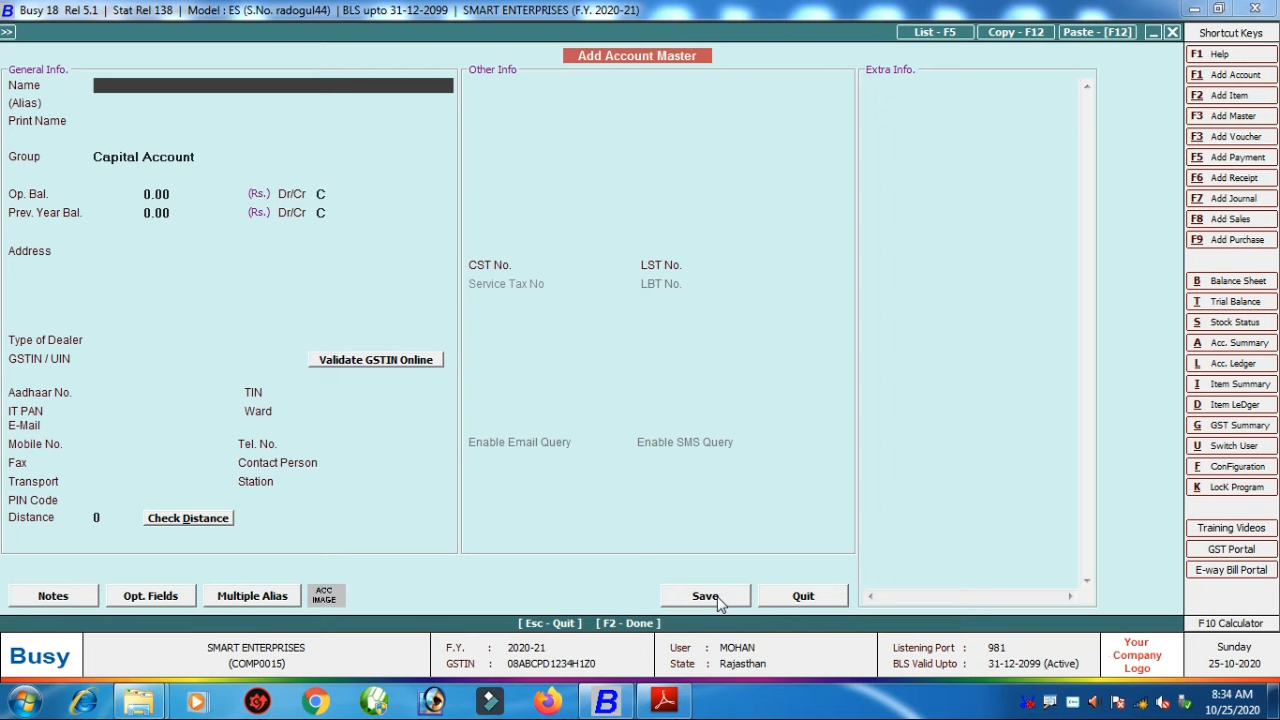 Busy 18 Rel 5.1 | Stat Rel 138 | Model : ES (S.No. radogul44) | BLS upto 31-12-2099 | SMART ENTERPRISES (F.Y. 2020-21)
>> List - F5 Copy - F12 Paste - [F12]
Add Account Master
General Info.
Name
(Alias)
Print Name
Group Capital Account
Op. Bal. 0.00 (Rs.) Dr/Cr C
Prev. Year Bal. 0.00 (Rs.) Dr/Cr C
Address
Type of Dealer
GSTIN / UIN Validate GSTIN Online
Aadhaar No. TIN
IT PAN Ward
E-Mail
Mobile No. Tel. No.
Fax Contact Person
Transport Station
PIN Code
Distance 0 Check Distance
Other Info
CST No. LST No.
Service Tax No LBT No.
Enable Email Query Enable SMS Query
Extra Info.
Notes Opt. Fields Multiple Alias ACC IMAGE Save Quit
[ Esc - Quit ] [ F2 - Done ]
Shortcut Keys
F1 Help
F1 Add Account
F2 Add Item
F3 Add Master
F3 Add Voucher
F5 Add Payment
F6 Add Receipt
F7 Add Journal
F8 Add Sales
F9 Add Purchase
B Balance Sheet
T Trial Balance
S Stock Status
A Acc. Summary
L Acc. Ledger
I Item Summary
D Item LeDger
G GST Summary
U Switch User
F ConFiguration
K LocK Program
Training Videos
GST Portal
E-way Bill Portal
F10 Calculator
Busy
SMART ENTERPRISES
(COMP0015)
F.Y. : 2020-21
GSTIN : 08ABCPD1234H1Z0
User : MOHAN
State : Rajasthan
Listening Port : 981
BLS Valid Upto : 31-12-2099 (Active)
Your
Company
Logo
Sunday
25-10-2020
8:34 AM
10/25/2020